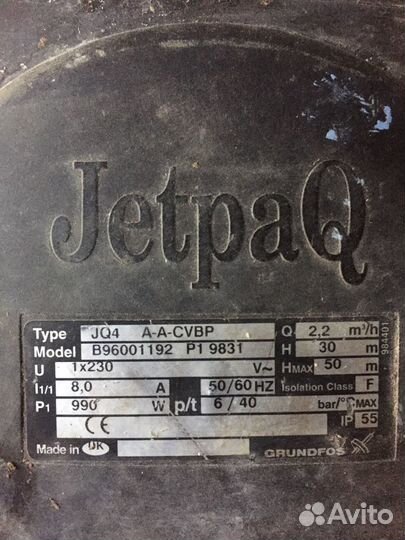 JetpaQ
Type JQ4 A-A-CVBP Q 2,2 m³/h
Model B96001192 P1 9831 H 30 m
U 1x230 V~ HMAX 50 m
I1/1 8,0 A 50/60 HZ Isolation Class F
P1 990 W p/t 6 / 40 bar/°C MAX
CE IP 55
Made in DK GRUNDFOS
984401
Avito